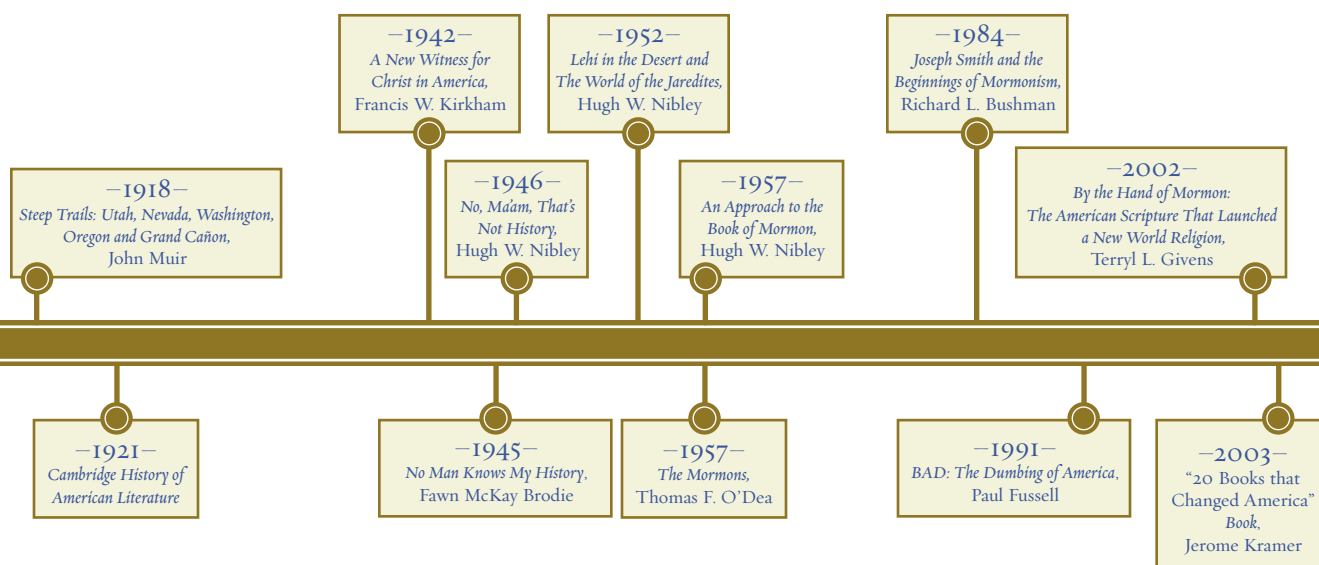 –1942–
A New Witness for
Christ in America,
Francis W. Kirkham
–1952–
Lehi in the Desert and
The World of the Jaredites,
Hugh W. Nibley
–1984–
Joseph Smith and the
Beginnings of Mormonism,
Richard L. Bushman
–1918–
Steep Trails: Utah, Nevada, Washington,
Oregon and Grand Cañon,
John Muir
–1946–
No, Ma'am, That's
Not History,
Hugh W. Nibley
–1957–
An Approach to the
Book of Mormon,
Hugh W. Nibley
–2002–
By the Hand of Mormon:
The American Scripture That Launched
a New World Religion,
Terryl L. Givens
–1921–
Cambridge History of
American Literature
–1945–
No Man Knows My History,
Fawn McKay Brodie
–1957–
The Mormons,
Thomas F. O'Dea
–1991–
BAD: The Dumbing of America,
Paul Fussell
–2003–
“20 Books that
Changed America”
Book,
Jerome Kramer